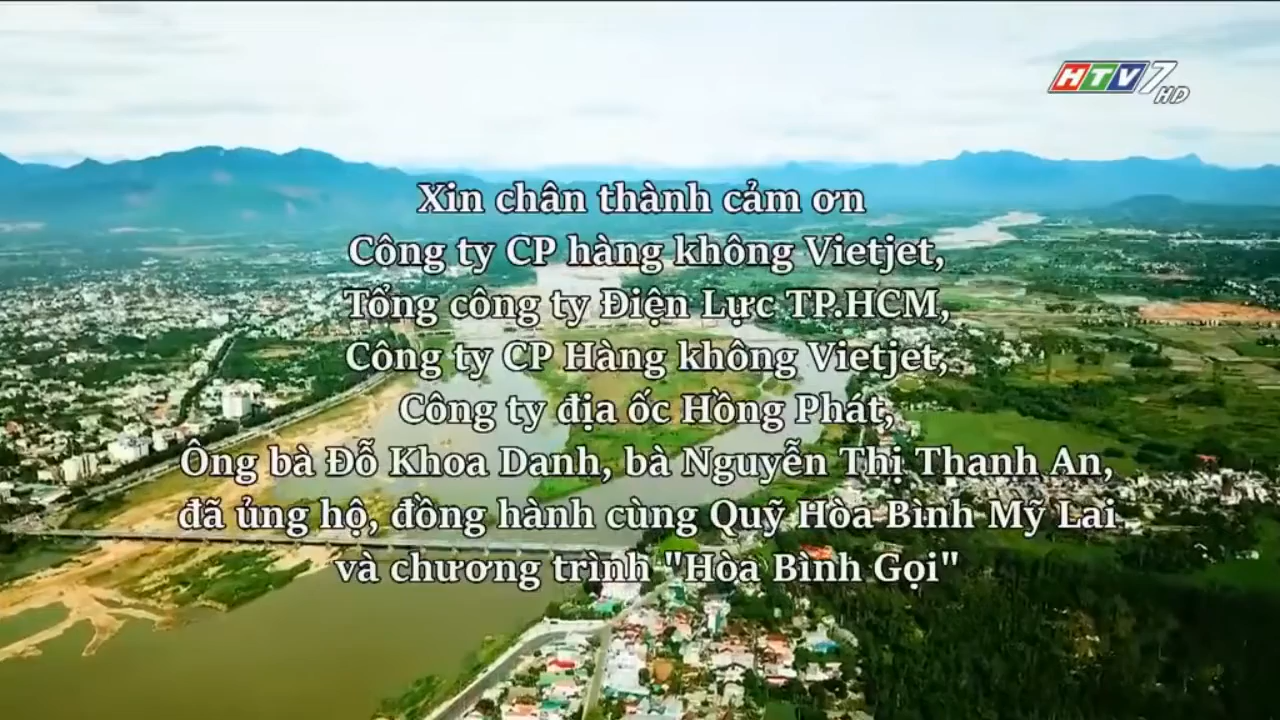 HTV7
HD
Xin chân thành cảm ơn
Công ty CP hàng không Vietjet,
Tổng công ty Điện Lực TP.HCM,
Công ty CP Hàng không Vietjet,
Công ty địa ốc Hồng Phát,
Ông bà Đỗ Khoa Danh, bà Nguyễn Thị Thanh An,
đã ủng hộ, đồng hành cùng Quỹ Hòa Bình Mỹ Lai
và chương trình "Hòa Bình Gọi"